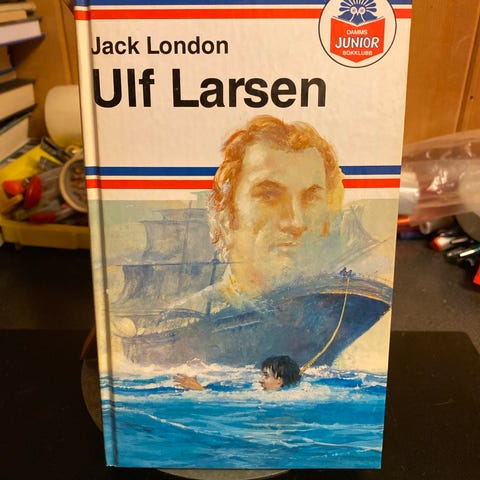 Jack London
Ulf Larsen
DAMMS
JUNIOR
BOKKLUBB